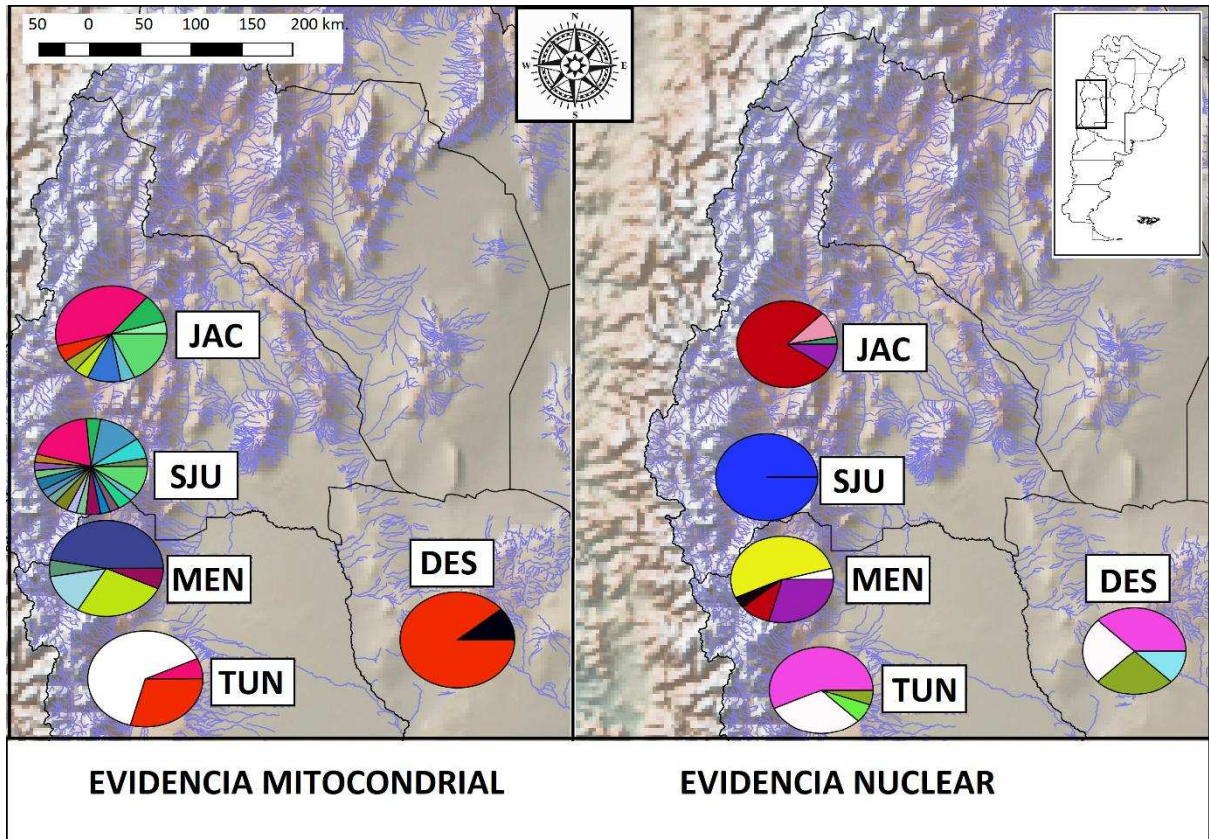 50 0 50 100 150 200 km.
N
W E
S
JAC
SJU
MEN
DES
TUN
JAC
SJU
MEN
DES
TUN
EVIDENCIA MITOCONDRIAL
EVIDENCIA NUCLEAR